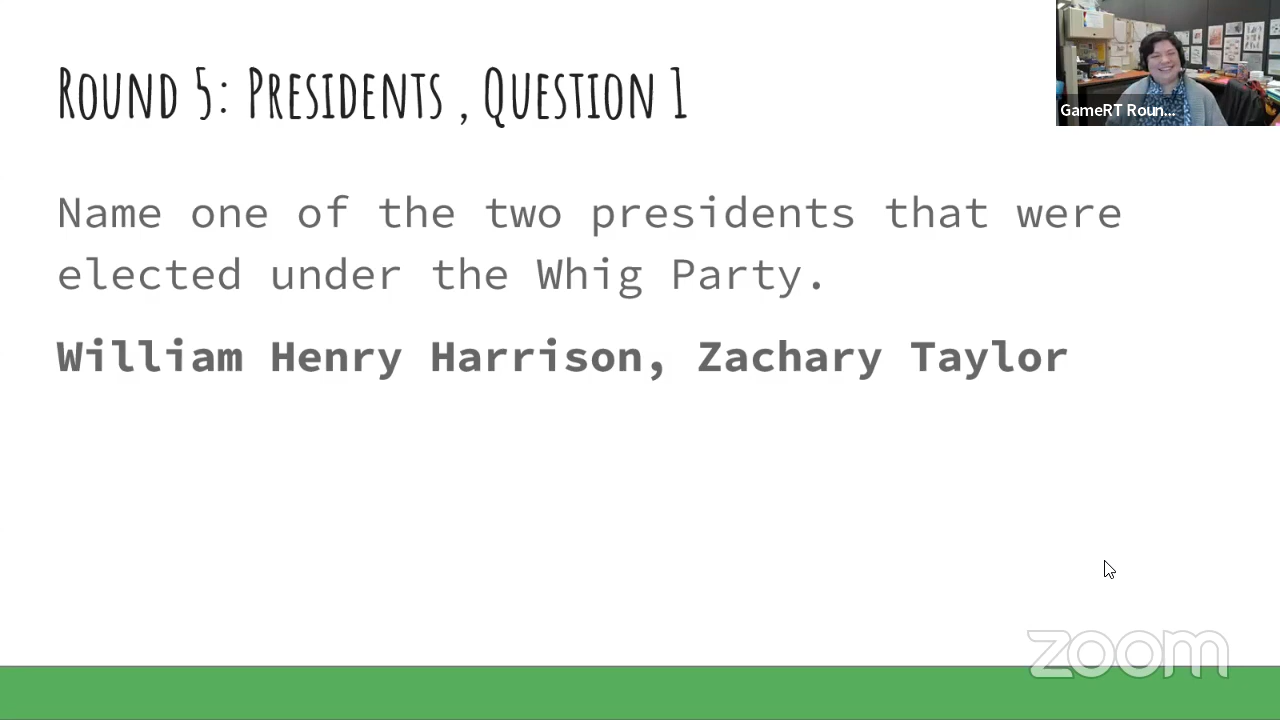 Round 5: Presidents , Question 1
GameRT Roun...
Name one of the two presidents that were
elected under the Whig Party.
William Henry Harrison, Zachary Taylor
zoom